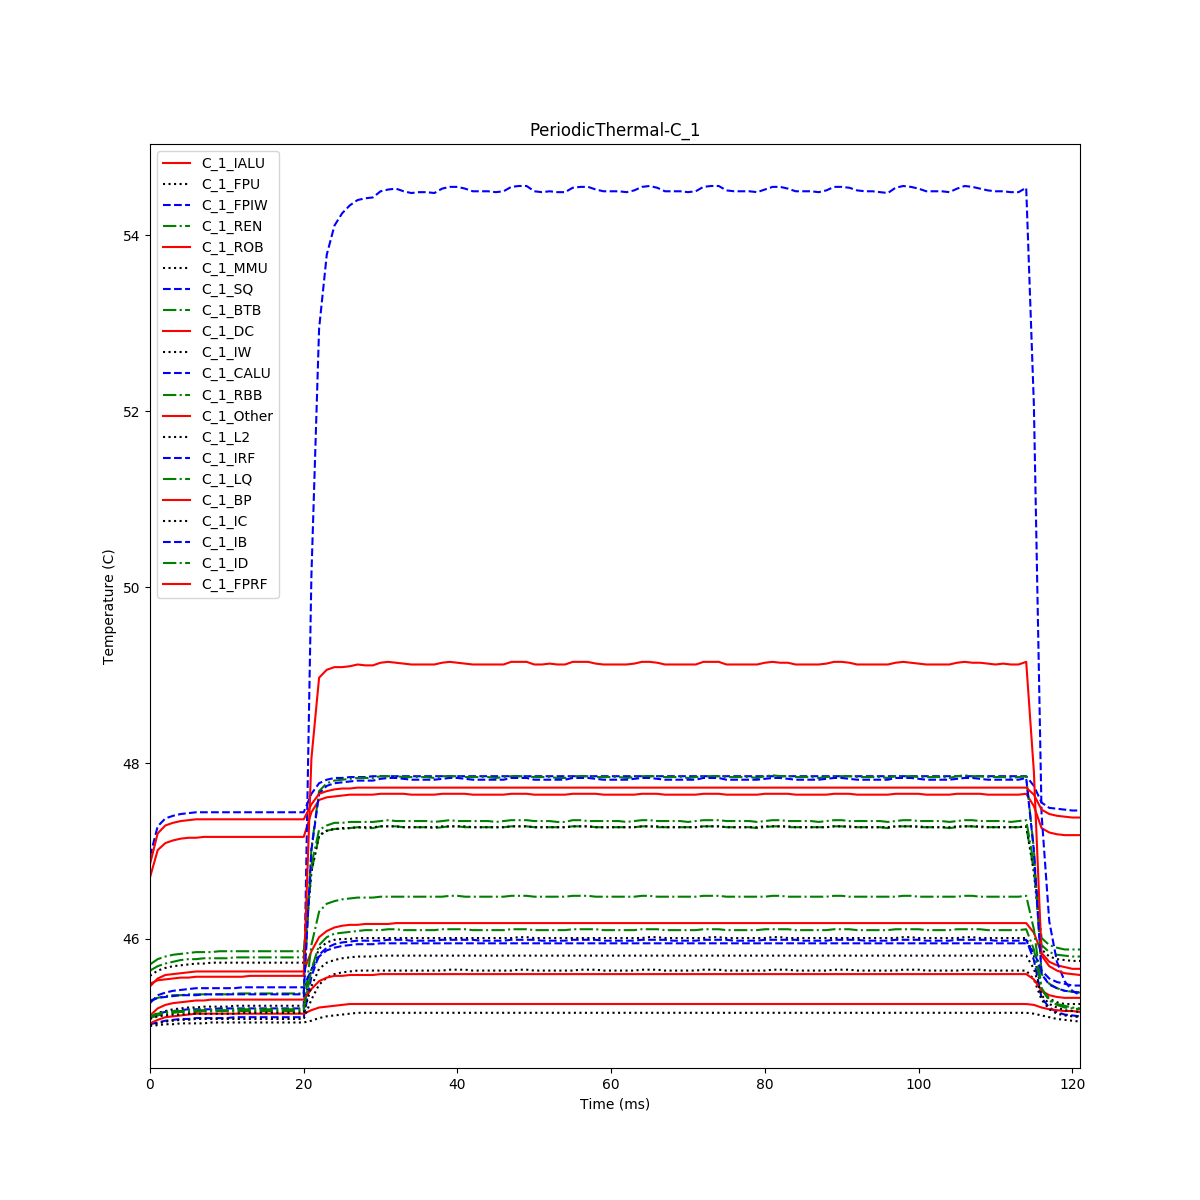 PeriodicThermal-C_1
C_1_IALU
C_1_FPU
C_1_FPIW
C_1_REN
C_1_ROB
C_1_MMU
C_1_SQ
C_1_BTB
C_1_DC
C_1_IW
C_1_CALU
C_1_RBB
C_1_Other
C_1_L2
C_1_IRF
C_1_LQ
C_1_BP
C_1_IC
C_1_IB
C_1_ID
C_1_FPRF
54
52
50
48
46
Temperature (C)
0 20 40 60 80 100 120
Time (ms)